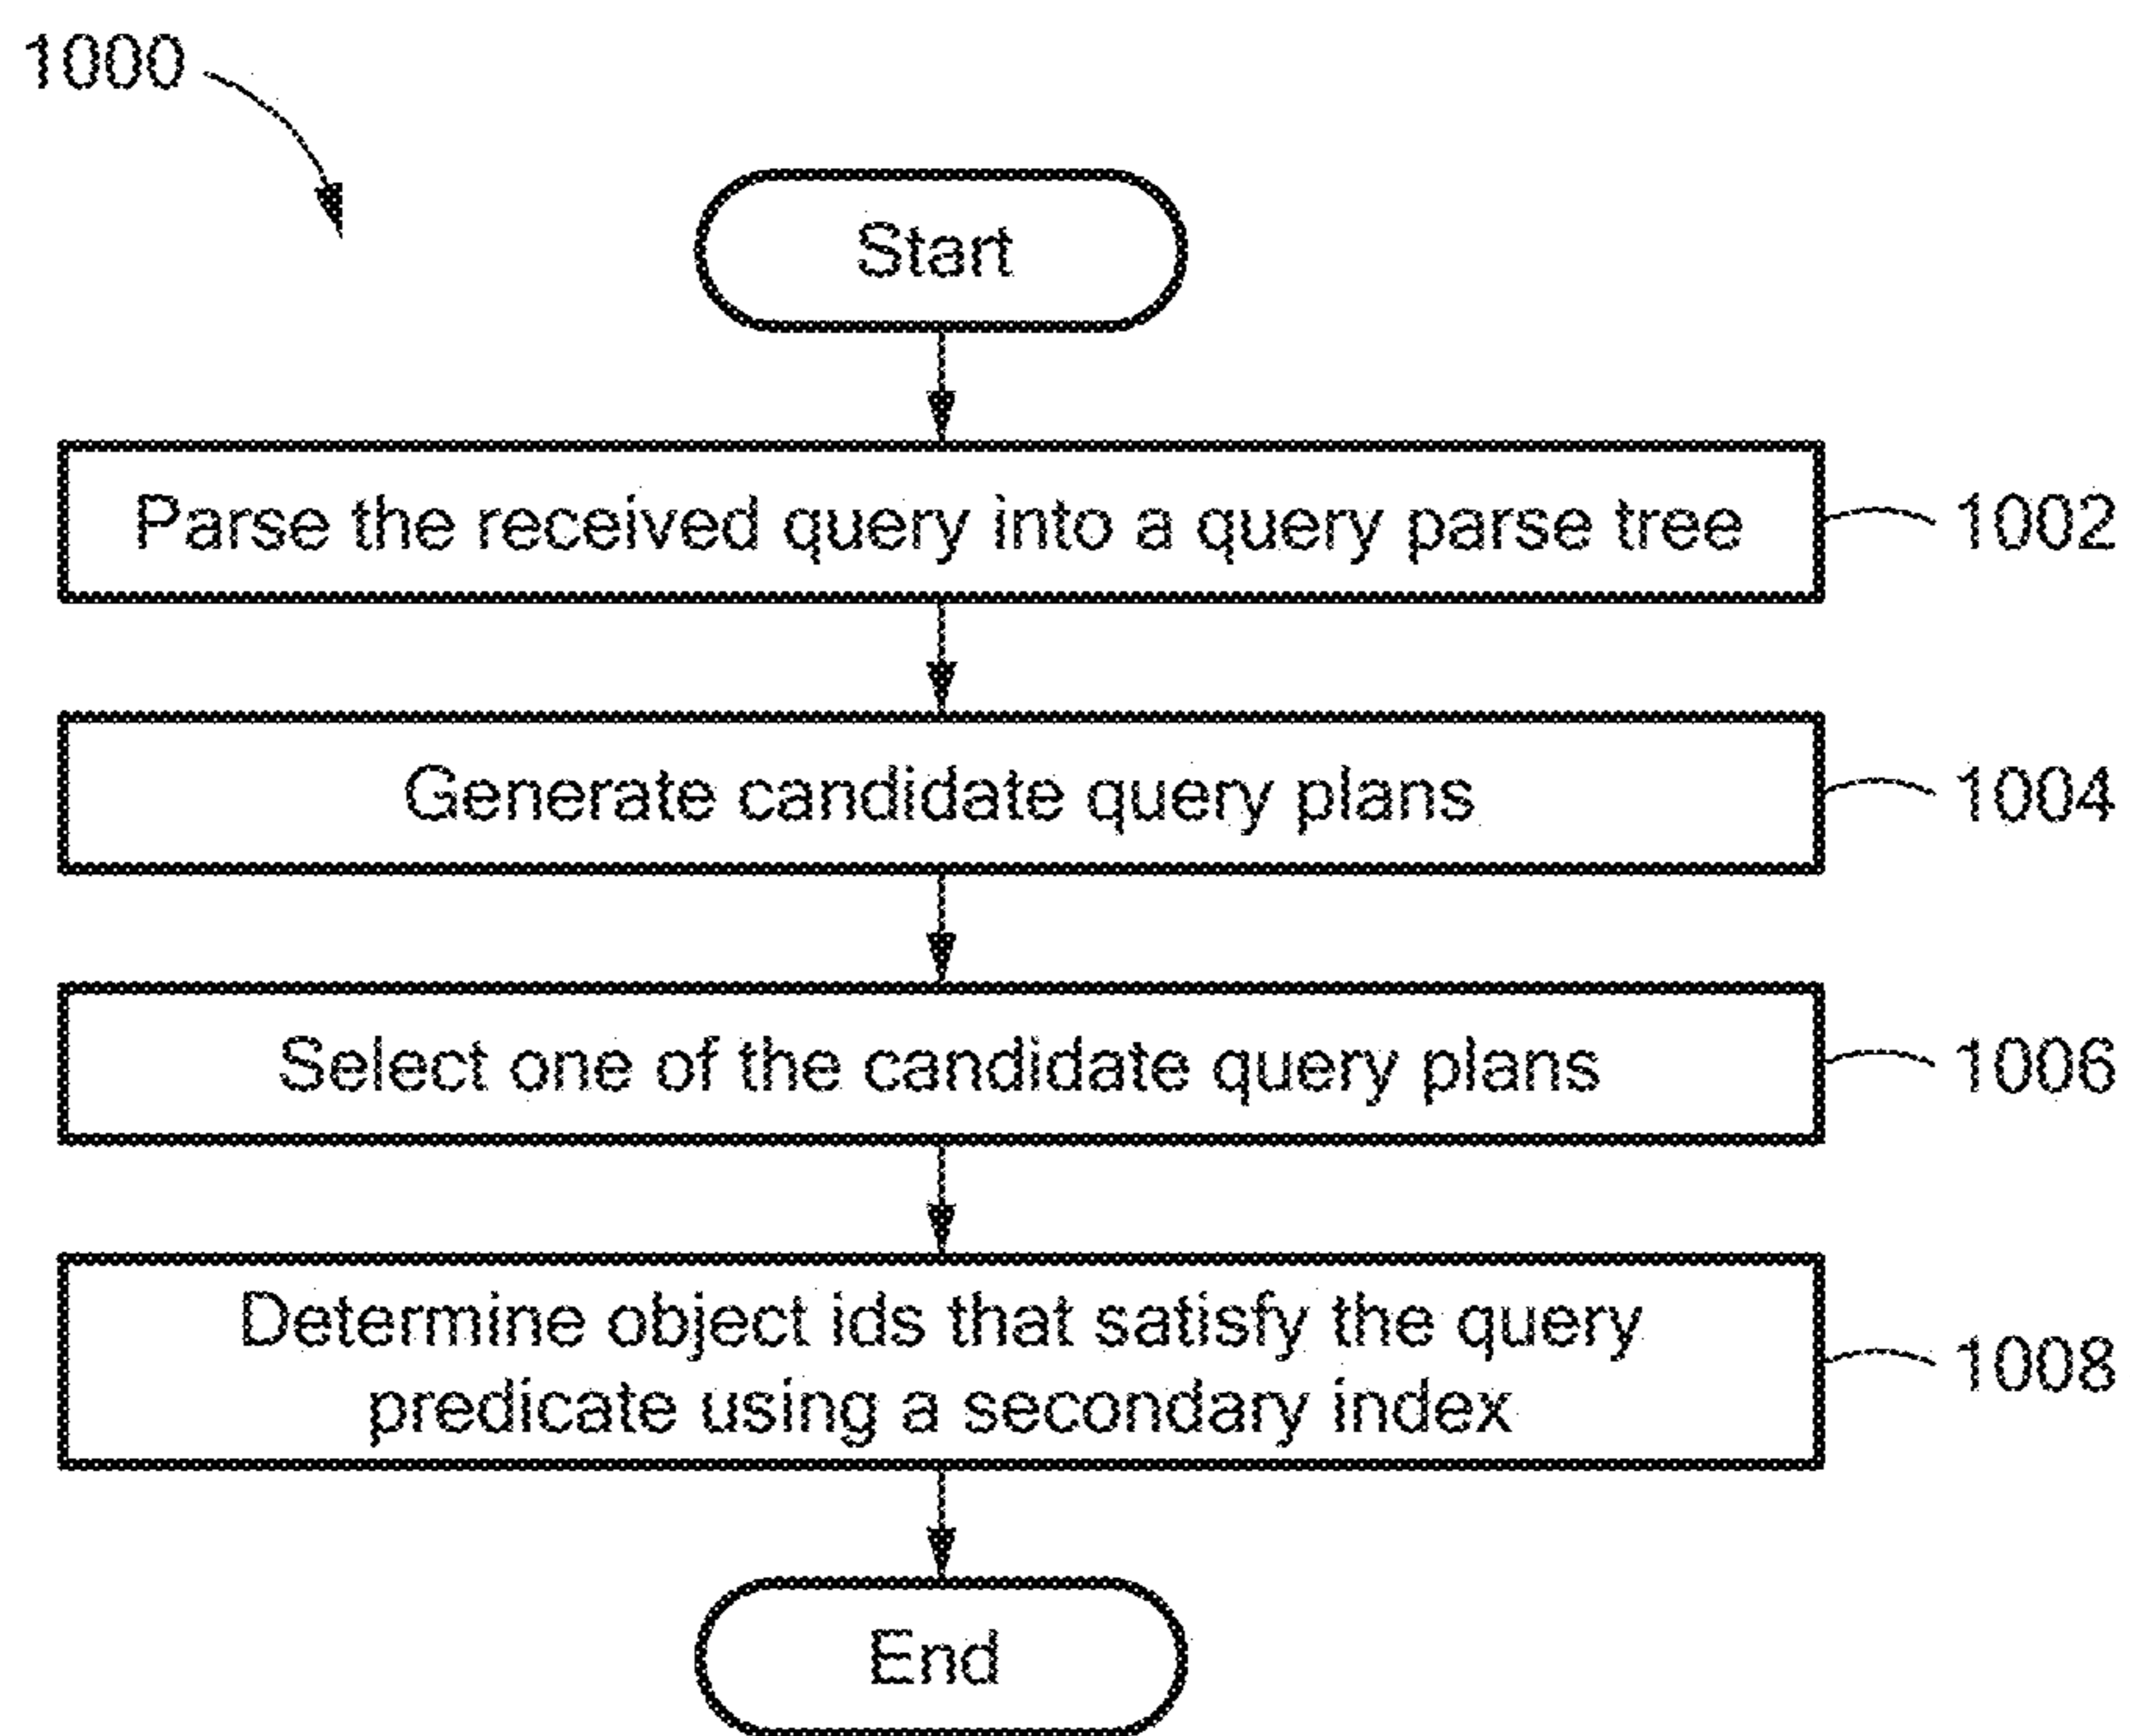 1000
Start
Parse the received query into a query parse tree
1002
Generate candidate query plans
1004
Select one of the candidate query plans
1006
Determine object ids that satisfy the query
predicate using a secondary index
1008
End